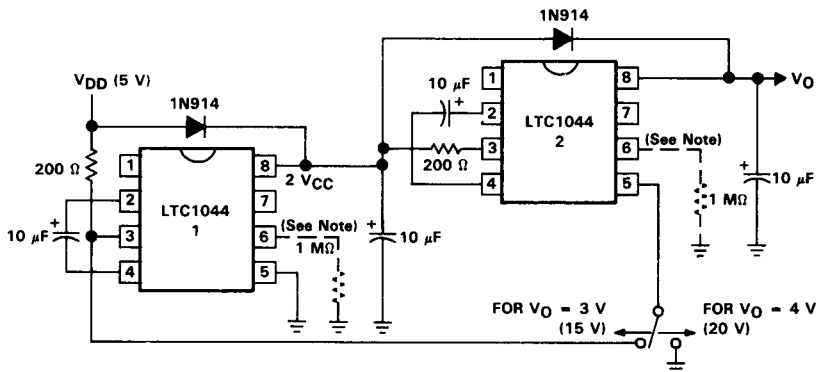 1N914
V_DD (5 V)
1N914
10 μF
+
LTC1044
2
1
2
3
4
8
7
6
5
V_O
(See Note)
1 MΩ
+
10 μF
200 Ω
200 Ω
+
10 μF
LTC1044
1
1
2
3
4
8
7
6
5
2 V_CC
(See Note)
1 MΩ
+
10 μF
FOR V_O = 3 V
(15 V)
FOR V_O = 4 V
(20 V)